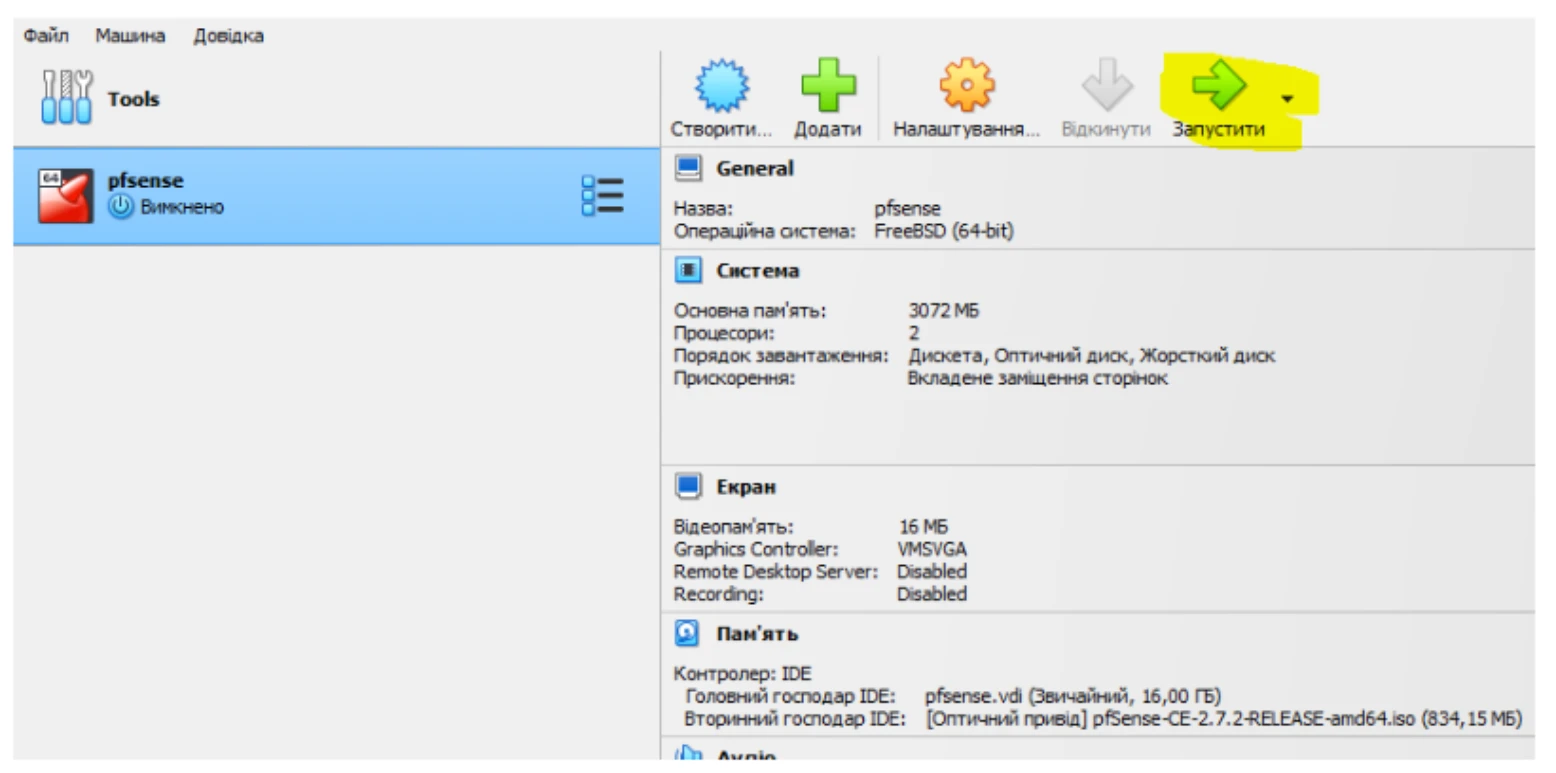 Файл Машина Довідка
Tools
Створити... Додати Налаштування... Відкинути Запустити
64
pfsense
Вимкнено
General
Назва: pfsense
Операційна система: FreeBSD (64-bit)
Система
Основна пам'ять: 3072 МБ
Процесори: 2
Порядок завантаження: Дискета, Оптичний диск, Жорсткий диск
Прискорення: Вкладене заміщення сторінок
Екран
Відеопам'ять: 16 МБ
Graphics Controller: VMSVGA
Remote Desktop Server: Disabled
Recording: Disabled
Пам'ять
Контролер: IDE
Головний господар IDE: pfsense.vdi (Звичайний, 16,00 ГБ)
Вторинний господар IDE: [Оптичний привід] pfSense-CE-2.7.2-RELEASE-amd64.iso (834,15 МБ)
Аудіо